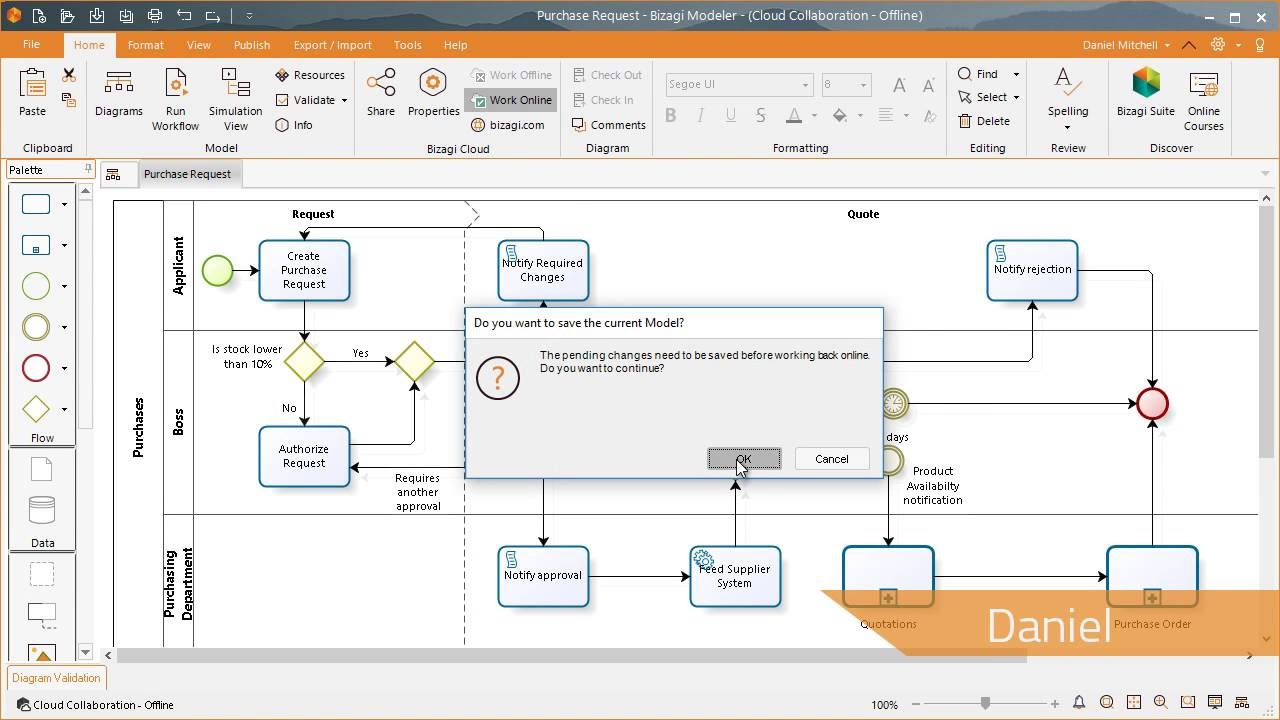 Purchase Request - Bizagi Modeler - (Cloud Collaboration - Offline)
File Home Format View Publish Export / Import Tools Help Daniel Mitchell
Paste
Clipboard
Diagrams
Run Workflow
Simulation View
Resources
Validate
Info
Model
Share
Properties
Work Offline
Work Online
bizagi.com
Bizagi Cloud
Check Out
Check In
Comments
Diagram
Segoe UI 8
A A
B I U S A
Formatting
Find
Select
Delete
Editing
Spelling
Review
Bizagi Suite
Online Courses
Discover
Palette
Purchase Request
Flow
Data
Request
Quote
Purchases
Applicant
Create
Purchase
Request
Notify Required
Changes
Notify rejection
Boss
Is stock lower
than 10%
Yes
No
Authorize
Request
Requires
another
approval
Do you want to save the current Model?
The pending changes need to be saved before working back online.
Do you want to continue?
?
OK
Cancel
days
Product
Availabilty
notification
Purchasing
Department
Notify approval
Feed Supplier
System
Quotations
Purchase Order
Daniel
Diagram Validation
Cloud Collaboration - Offline
100%